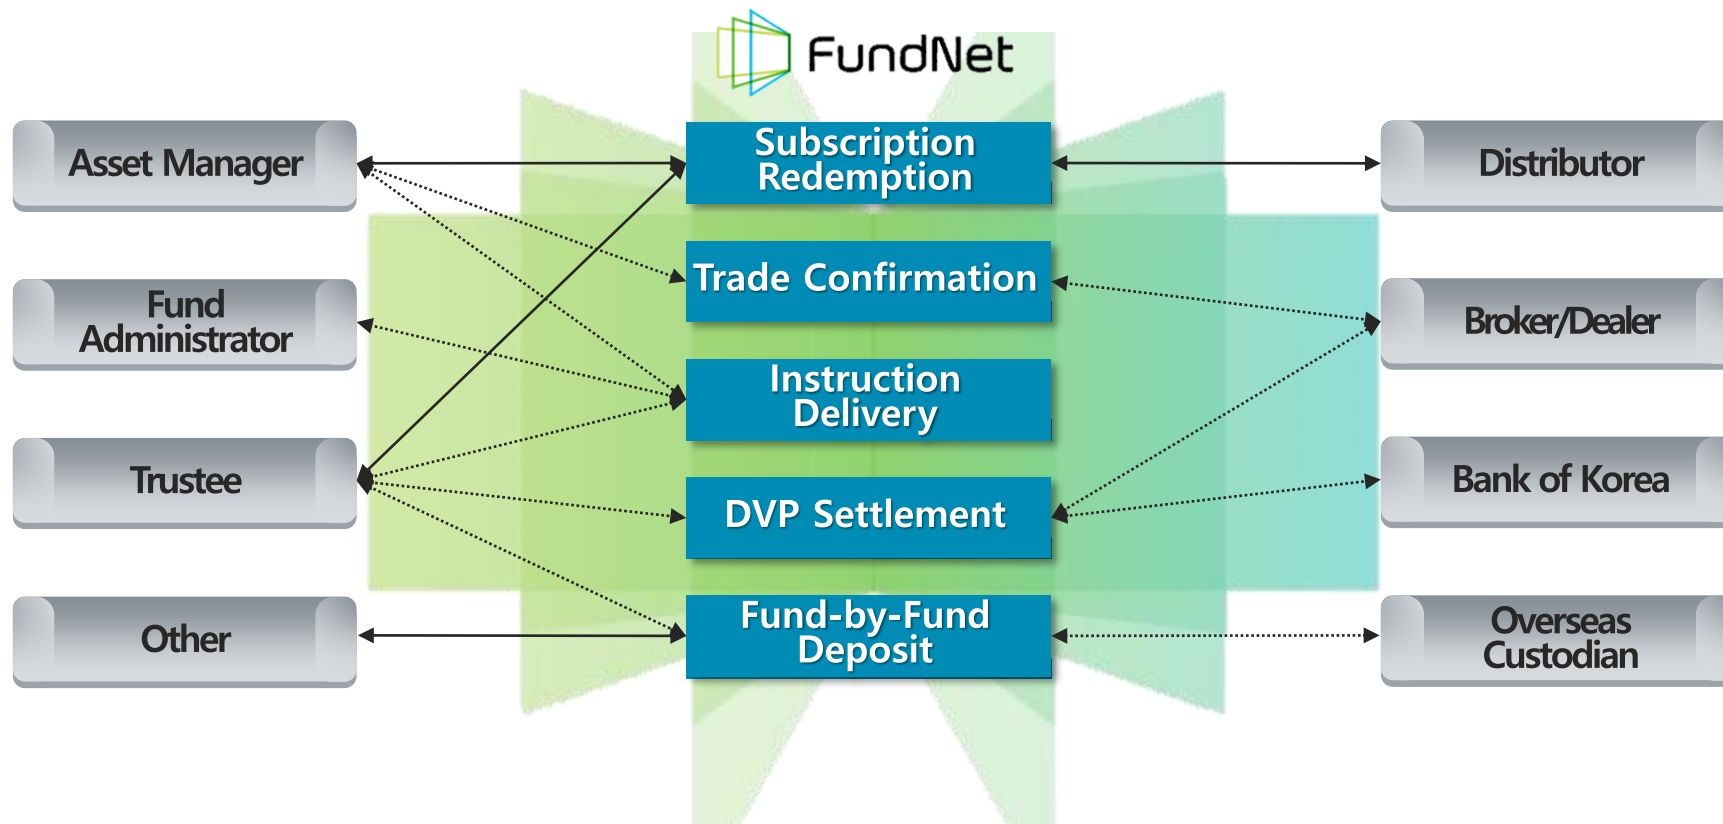 FundNet
Asset Manager
Fund
Administrator
Trustee
Other
Subscription
Redemption
Trade Confirmation
Instruction
Delivery
DVP Settlement
Fund-by-Fund
Deposit
Distributor
Broker/Dealer
Bank of Korea
Overseas
Custodian